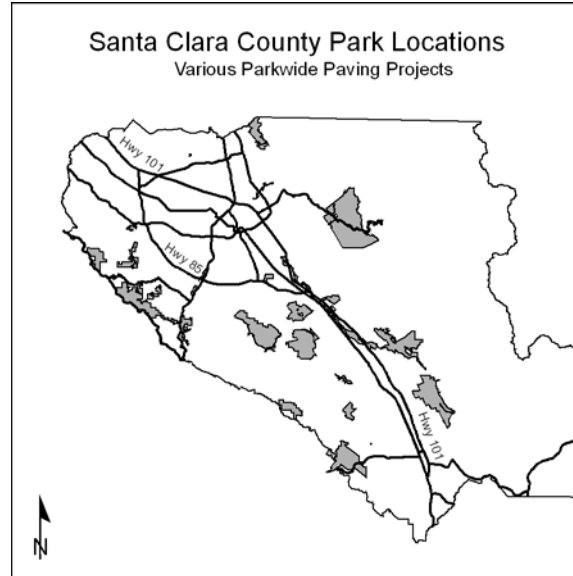 Santa Clara County Park Locations
Various Parkwide Paving Projects
Hwy 101
Hwy 85
Hwy 101
N